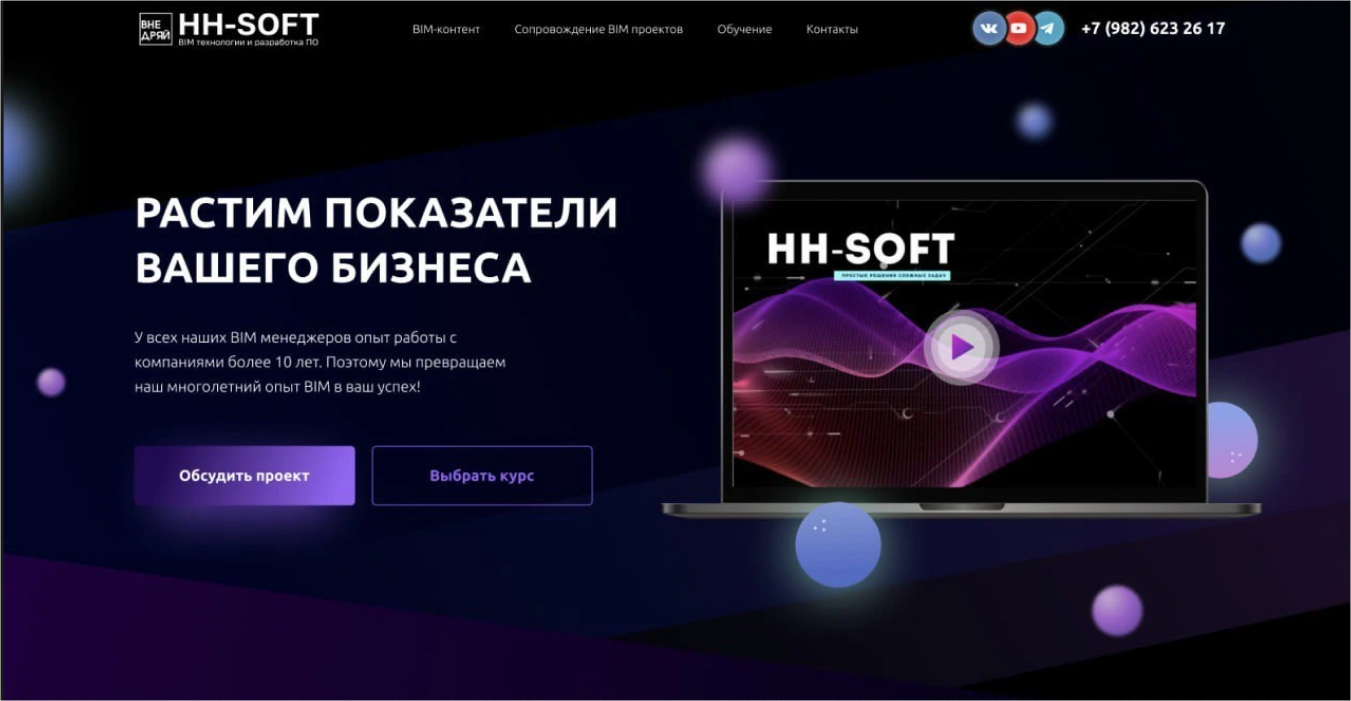 ВНЕ
ДРЯЙ
HH-SOFT
BIM технологии и разработка ПО
BIM-контент
Сопровождение BIM проектов
Обучение
Контакты
+7 (982) 623 26 17
РАСТИМ ПОКАЗАТЕЛИ
ВАШЕГО БИЗНЕСА
У всех наших BIM менеджеров опыт работы с
компаниями более 10 лет. Поэтому мы превращаем
наш многолетний опыт BIM в ваш успех!
Обсудить проект
Выбрать курс
HH-SOFT
ПРОСТЫЕ РЕШЕНИЯ СЛОЖНЫХ ЗАДАЧ